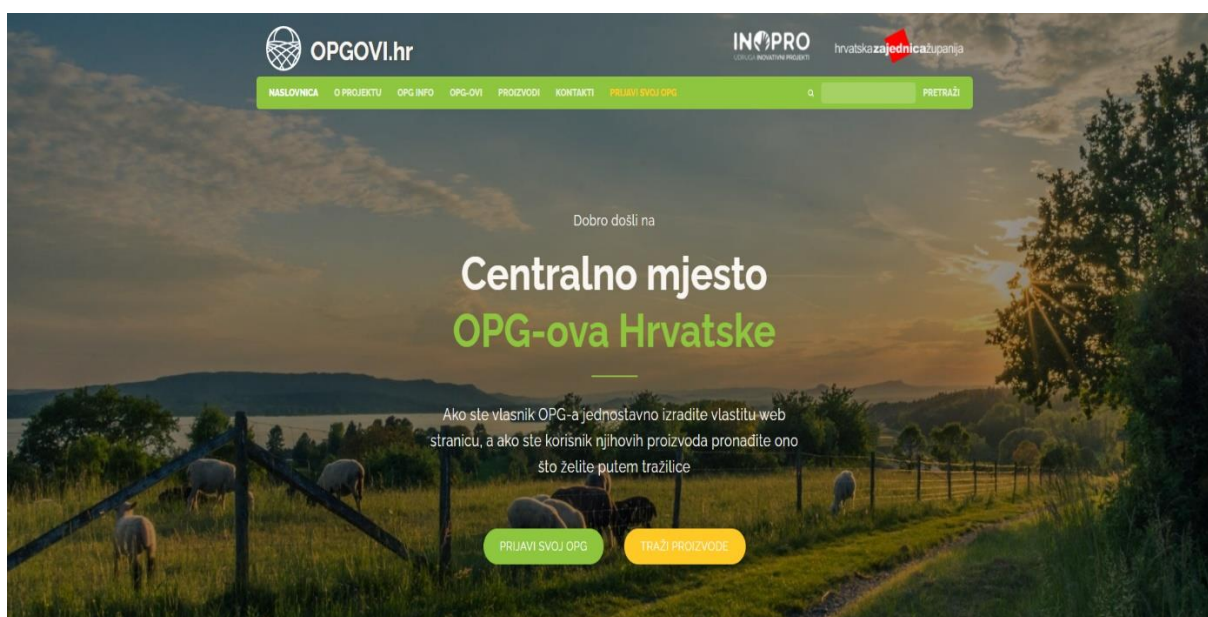 OPGOVI.hr
INOPRO
UDRUGA INOVATIVNI PROJEKTI
hrvatskazajednicažupanija
NASLOVNICA O PROJEKTU OPG INFO OPG-OVI PROIZVODI KONTAKTI PRIJAVI SVOJ OPG PRETRAŽI
Dobro došli na
Centralno mjesto
OPG-ova Hrvatske
Ako ste vlasnik OPG-a jednostavno izradite vlastitu web
stranicu, a ako ste korisnik njihovih proizvoda pronađite ono
što želite putem tražilice
PRIJAVI SVOJ OPG TRAŽI PROIZVODE